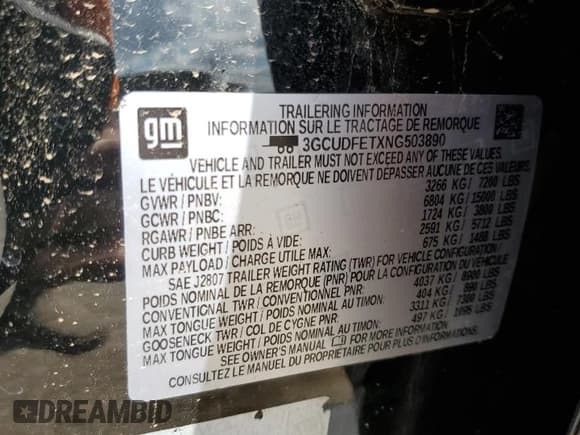 gm
TRAILERING INFORMATION
INFORMATION SUR LE TRACTAGE DE REMORQUE
3GCUDFETXNG503890
VEHICLE AND TRAILER MUST NOT EXCEED ANY OF THESE VALUES:
LE VÉHICULE ET LA REMORQUE NE DOIVENT DÉPASSER AUCUNE DE CES VALEURS:
GVWR / PNBV: 3266 KG / 7200 LBS
GCWR / PNBC: 6804 KG / 15000 LBS
RGAWR / PNBE ARR: 1724 KG / 3800 LBS
CURB WEIGHT / POIDS À VIDE: 2591 KG / 5712 LBS
MAX PAYLOAD / CHARGE UTILE MAX: 675 KG / 1488 LBS
SAE J2807 TRAILER WEIGHT RATING (TWR) FOR VEHICLE CONFIGURATION
POIDS NOMINAL DE LA REMORQUE (PNR) POUR LA CONFIGURATION DU VÉHICULE
CONVENTIONAL TWR / CONVENTIONNEL PNR: 4037 KG / 8900 LBS
MAX TONGUE WEIGHT / POIDS NOMINAL AU TIMON: 404 KG / 890 LBS
GOOSENECK TWR / COL DE CYGNE PNR: 3311 KG / 7300 LBS
MAX TONGUE WEIGHT / POIDS NOMINAL AU TIMON: 497 KG / 1095 LBS
SEE OWNER'S MANUAL FOR MORE INFORMATION
CONSULTEZ LE MANUEL DU PROPRIÉTAIRE POUR PLUS D'INFORMATION
DREAMBID